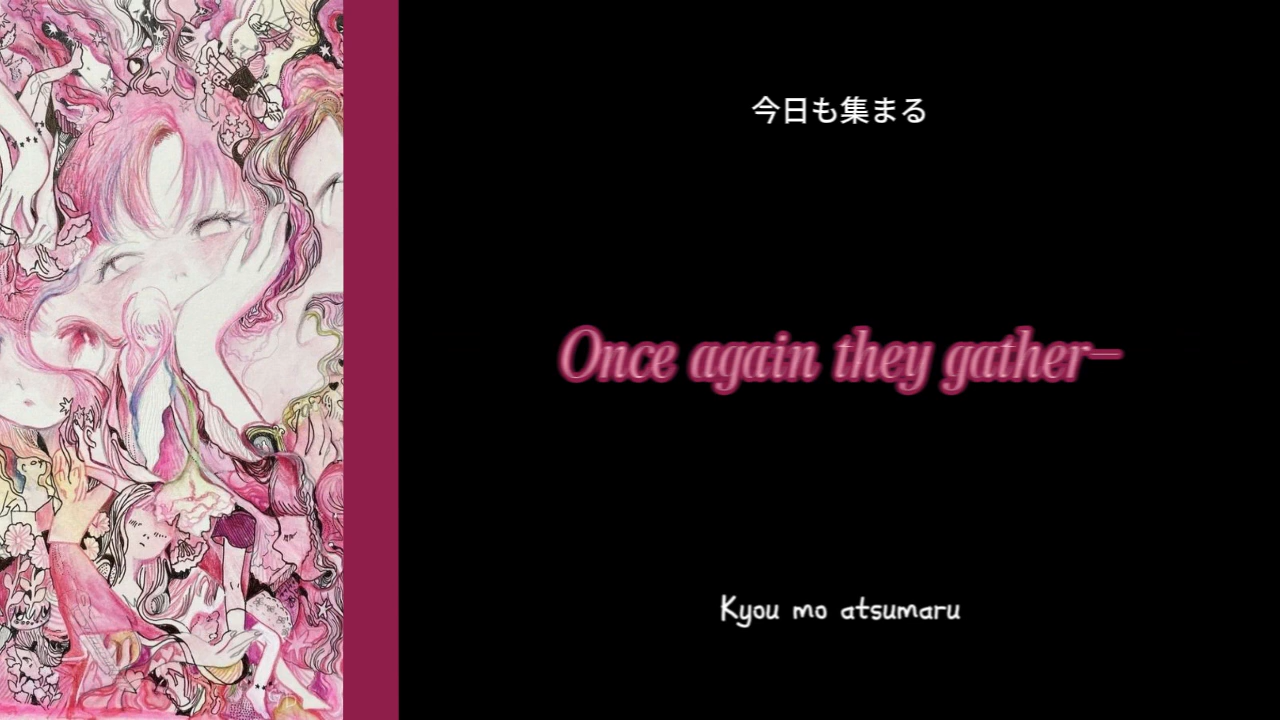 今日も集まる
Once again they gather—
Kyou mo atsumaru